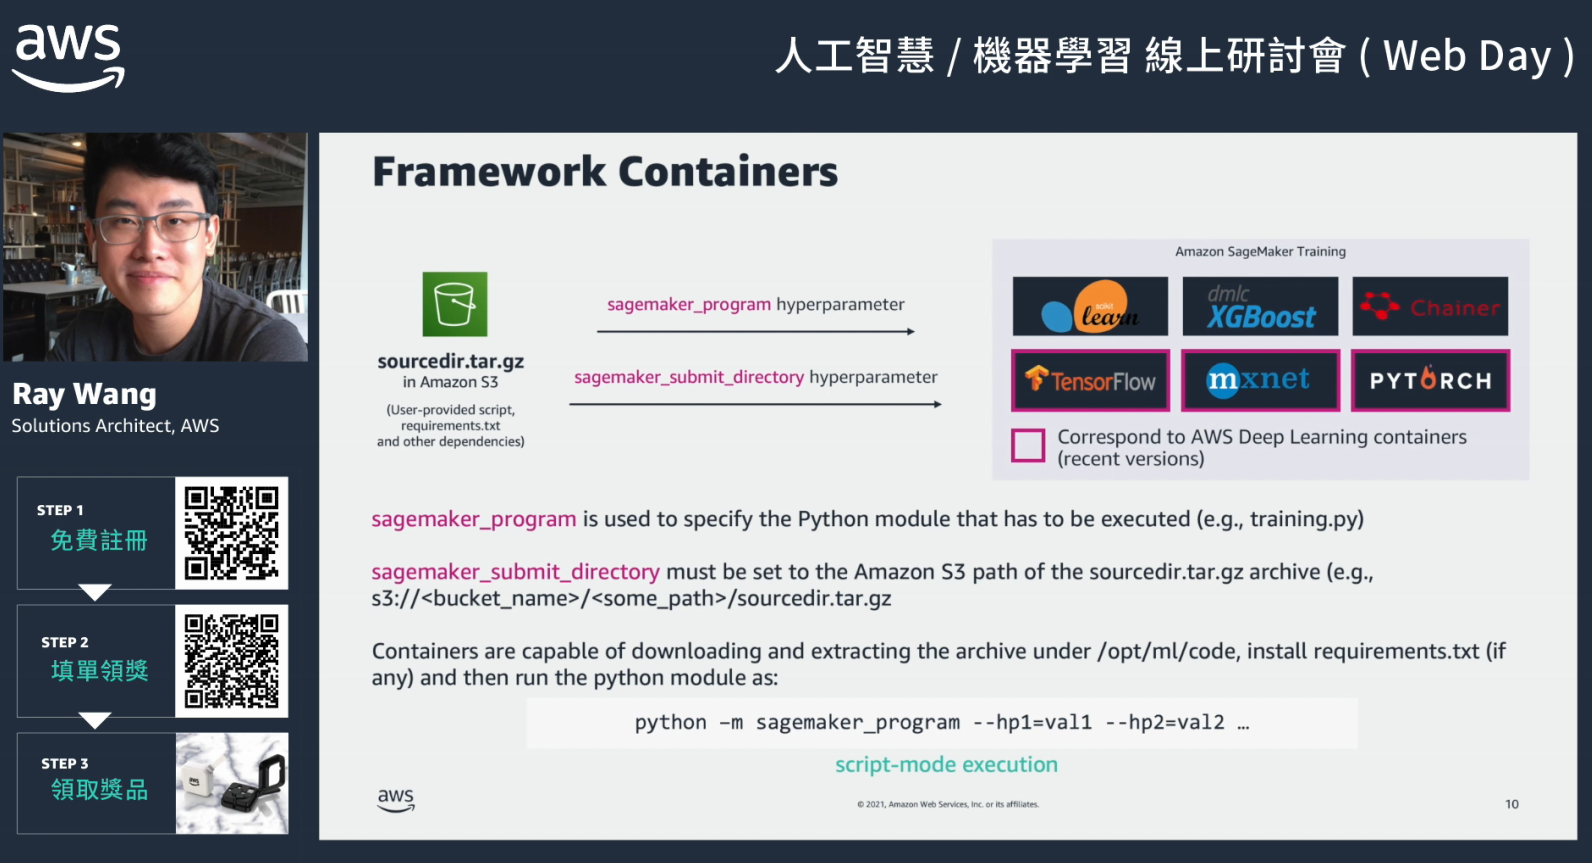 aws
人工智慧 / 機器學習 線上研討會 ( Web Day )
Ray Wang
Solutions Architect, AWS
STEP 1
免費註冊
STEP 2
填單領獎
STEP 3
領取獎品
aws
Framework Containers
sourcedir.tar.gz
in Amazon S3
(User-provided script,
requirements.txt
and other dependencies)
sagemaker_program hyperparameter
sagemaker_submit_directory hyperparameter
Amazon SageMaker Training
scikit
learn
dmlc
XGBoost
Chainer
TensorFlow
mxnet
PYTORCH
Correspond to AWS Deep Learning containers
(recent versions)
sagemaker_program is used to specify the Python module that has to be executed (e.g., training.py)
sagemaker_submit_directory must be set to the Amazon S3 path of the sourcedir.tar.gz archive (e.g.,
s3://<bucket_name>/<some_path>/sourcedir.tar.gz
Containers are capable of downloading and extracting the archive under /opt/ml/code, install requirements.txt (if
any) and then run the python module as:
python –m sagemaker_program --hp1=val1 --hp2=val2 …
script-mode execution
aws
© 2021, Amazon Web Services, Inc. or its affiliates.
10